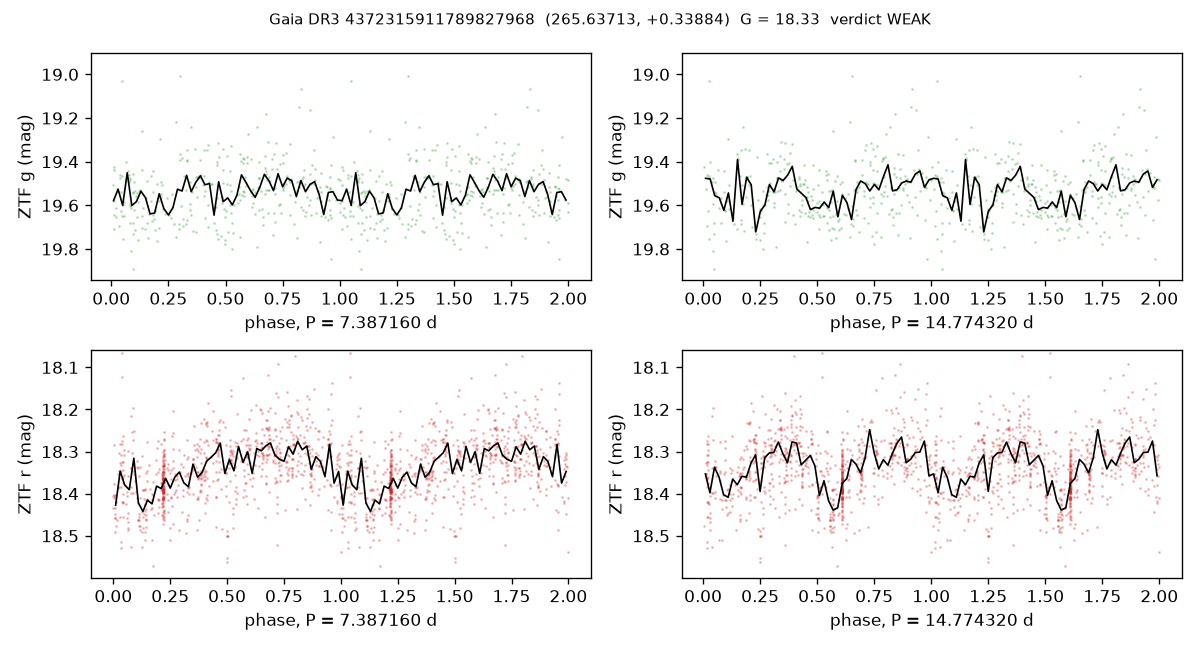 Gaia DR3 4372315911789827968 (265.63713, +0.33884) G = 18.33 verdict WEAK
ZTF g (mag)
19.0
19.2
19.4
19.6
19.8
0.00 0.25 0.50 0.75 1.00 1.25 1.50 1.75 2.00
phase, P = 7.387160 d
ZTF g (mag)
19.0
19.2
19.4
19.6
19.8
0.00 0.25 0.50 0.75 1.00 1.25 1.50 1.75 2.00
phase, P = 14.774320 d
ZTF r (mag)
18.1
18.2
18.3
18.4
18.5
0.00 0.25 0.50 0.75 1.00 1.25 1.50 1.75 2.00
phase, P = 7.387160 d
ZTF r (mag)
18.1
18.2
18.3
18.4
18.5
0.00 0.25 0.50 0.75 1.00 1.25 1.50 1.75 2.00
phase, P = 14.774320 d